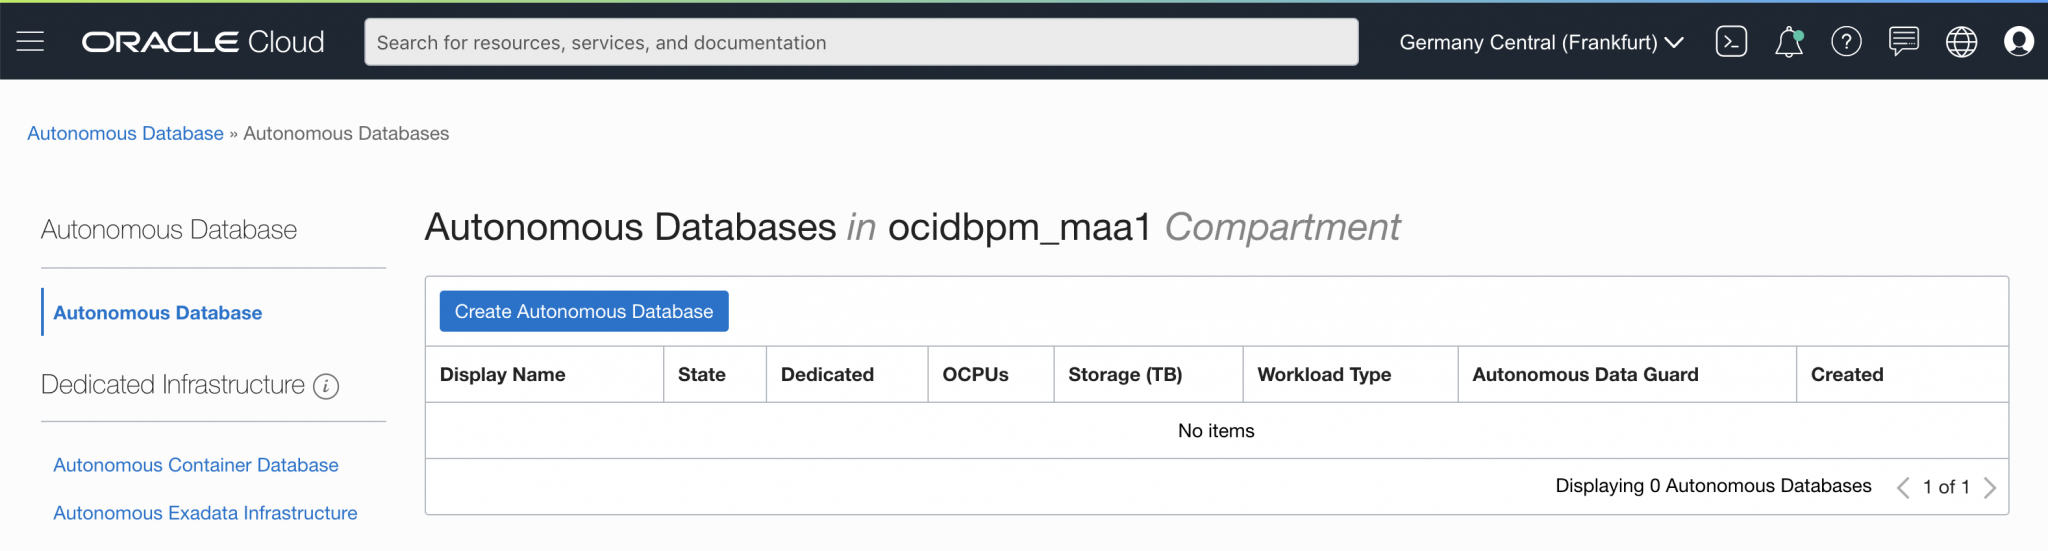 ORACLE Cloud
Search for resources, services, and documentation
Germany Central (Frankfurt)
Autonomous Database » Autonomous Databases
Autonomous Database
Autonomous Database
Dedicated Infrastructure
Autonomous Container Database
Autonomous Exadata Infrastructure
Autonomous Databases in ocidbpm_maa1 Compartment
Create Autonomous Database
Display Name State Dedicated OCPUs Storage (TB) Workload Type Autonomous Data Guard Created
No items
Displaying 0 Autonomous Databases < 1 of 1 >